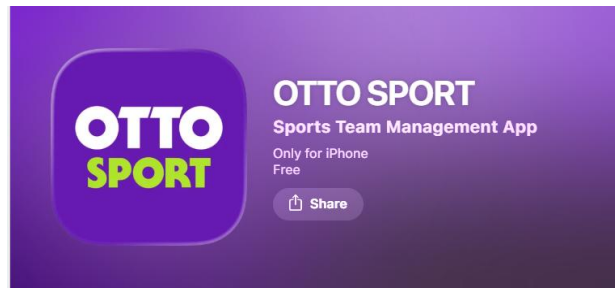 OTTO
SPORT
OTTO SPORT
Sports Team Management App
Only for iPhone
Free
Share